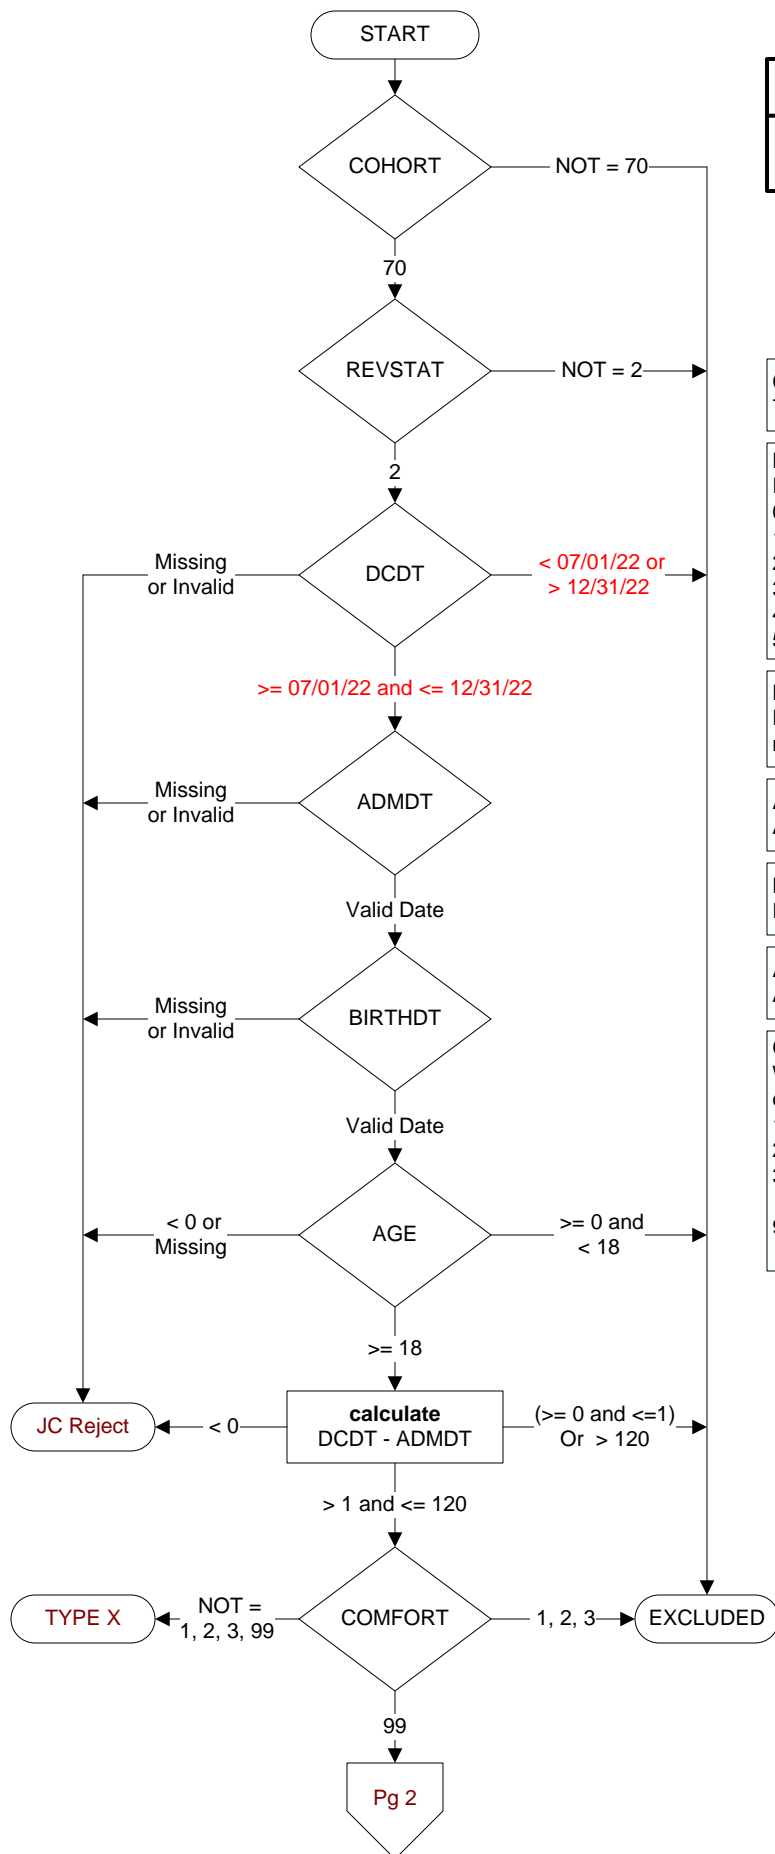 START
COHORT
NOT = 70
70
REVSTAT
NOT = 2
2
Missing
or Invalid
DCDT
< 07/01/22 or
> 12/31/22
>= 07/01/22 and <= 12/31/22
Missing
or Invalid
ADMDT
Valid Date
Missing
or Invalid
BIRTHDT
Valid Date
< 0 or
Missing
AGE
>= 0 and
< 18
>= 18
JC Reject
< 0
calculate
DCDT - ADMDT
(>= 0 and <=1)
Or > 120
> 1 and <= 120
TYPE X
NOT =
1, 2, 3, 99
COMFORT
1, 2, 3
EXCLUDED
99
Pg 2